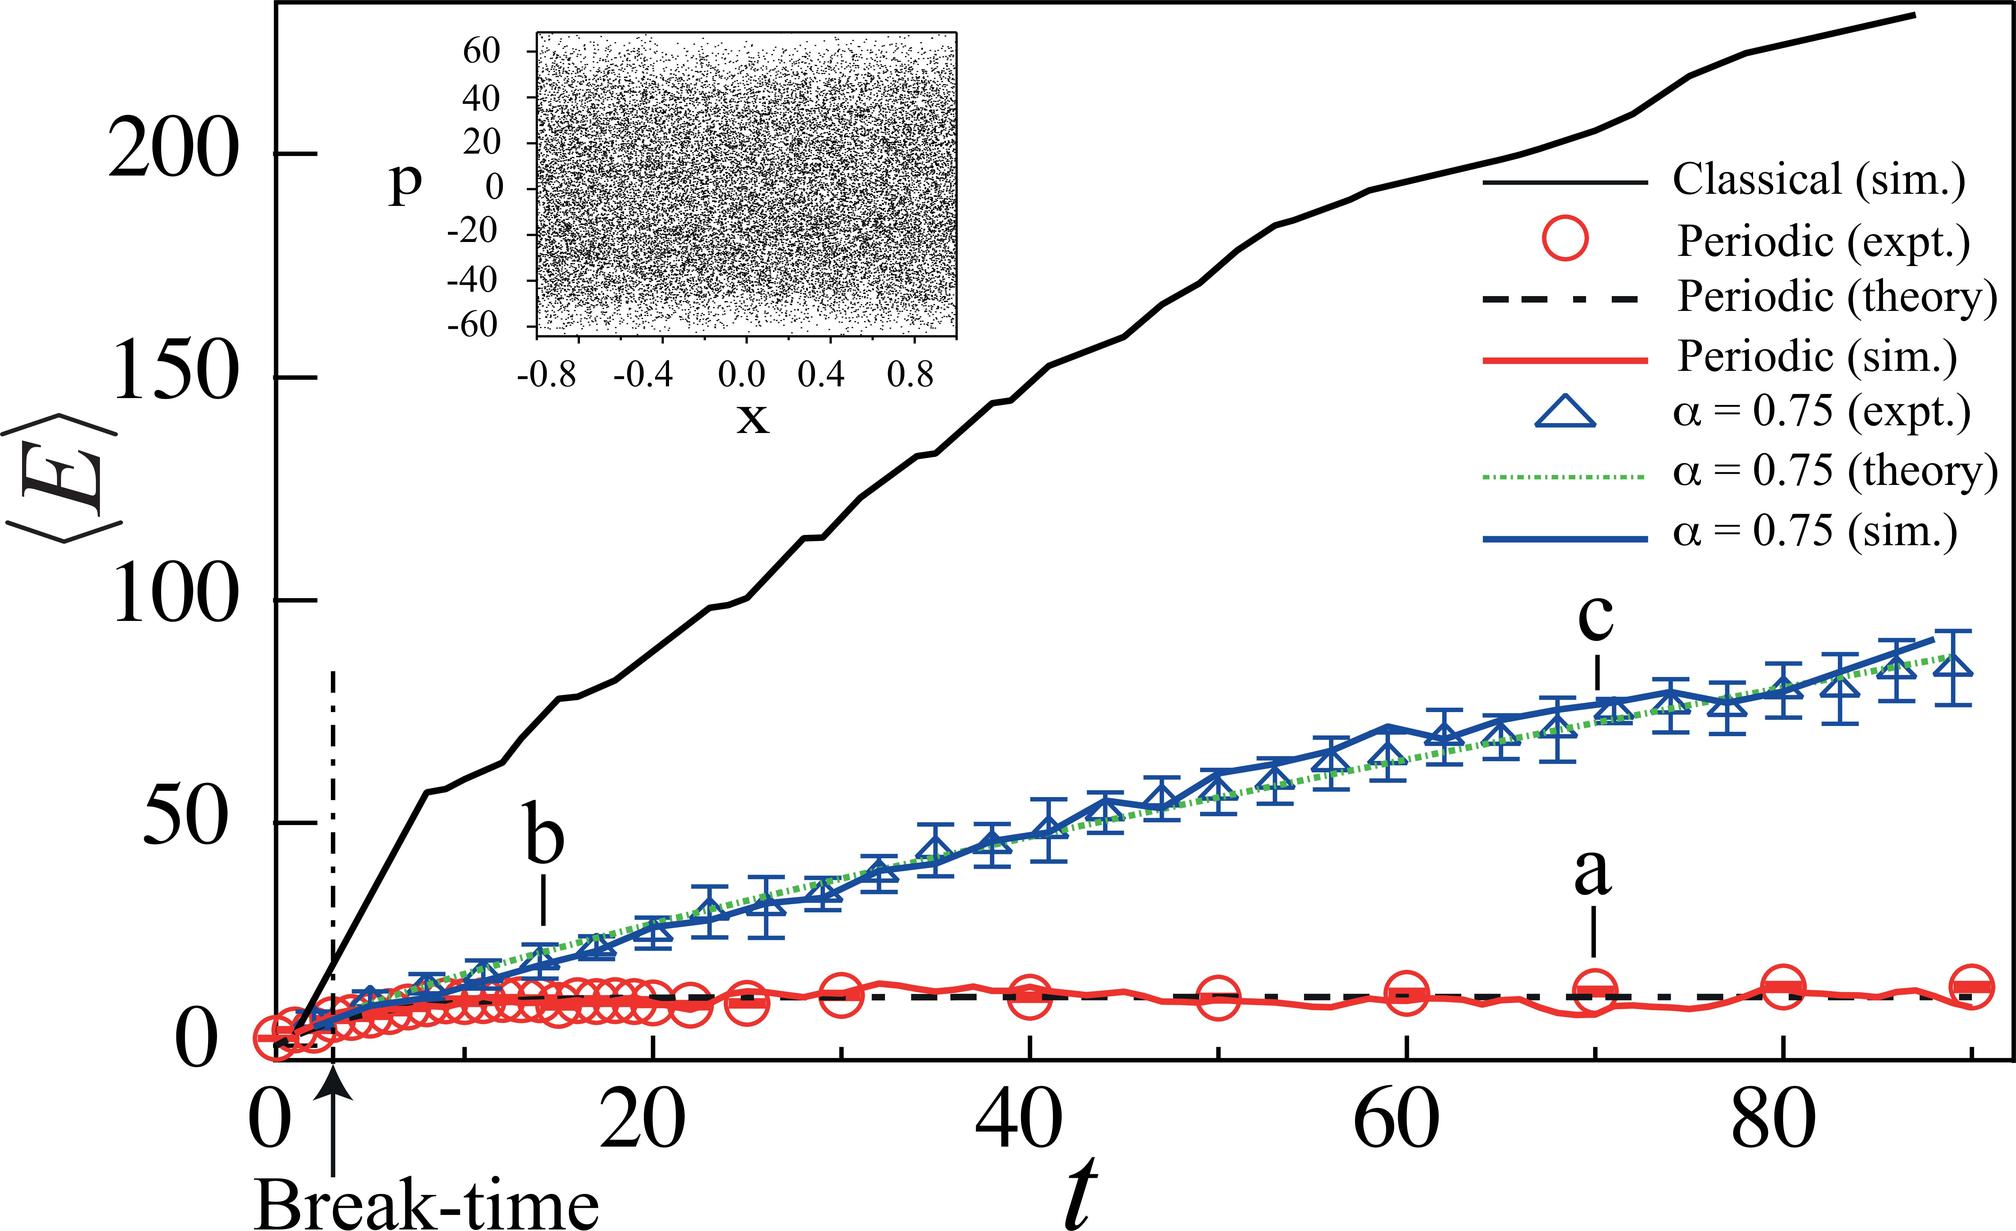 ⟨E⟩
200
150
100
50
0
0
20
40
60
80
t
Break-time
p
60
40
20
0
-20
-40
-60
-0.8
-0.4
0.0
0.4
0.8
x
Classical (sim.)
Periodic (expt.)
Periodic (theory)
Periodic (sim.)
α = 0.75 (expt.)
α = 0.75 (theory)
α = 0.75 (sim.)
b
c
a